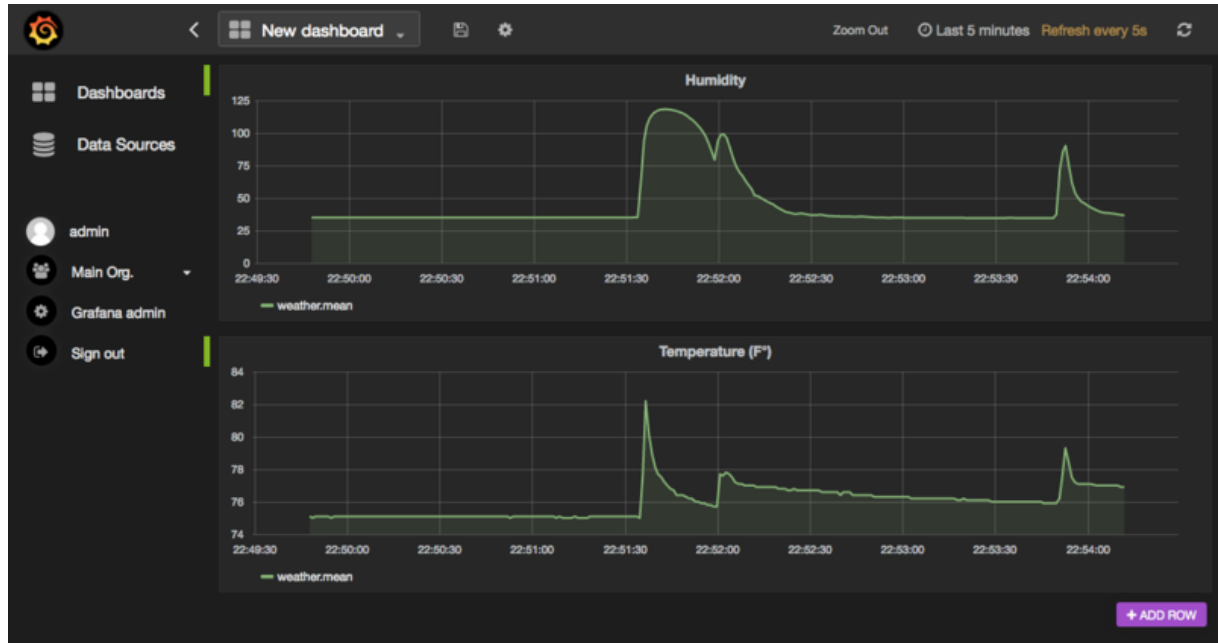 New dashboard
Zoom Out
Last 5 minutes Refresh every 5s
Dashboards
Data Sources
admin
Main Org.
Grafana admin
Sign out
Humidity
125
100
75
50
25
0
22:49:30 22:50:00 22:50:30 22:51:00 22:51:30 22:52:00 22:52:30 22:53:00 22:53:30 22:54:00
weather.mean
Temperature (F°)
84
82
80
78
76
74
22:49:30 22:50:00 22:50:30 22:51:00 22:51:30 22:52:00 22:52:30 22:53:00 22:53:30 22:54:00
weather.mean
+ ADD ROW